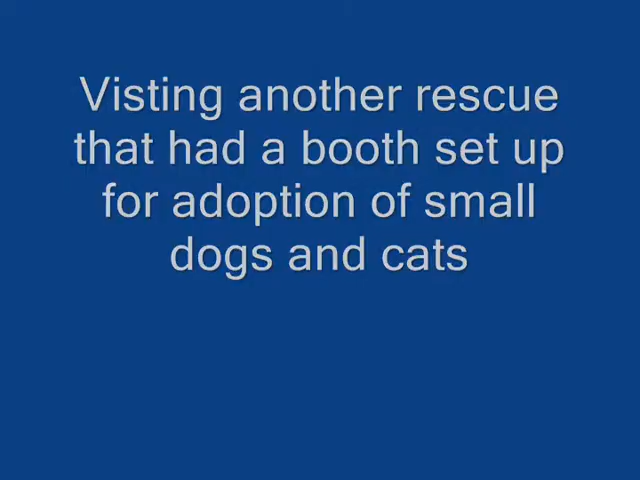 Visting another rescue
that had a booth set up
for adoption of small
dogs and cats